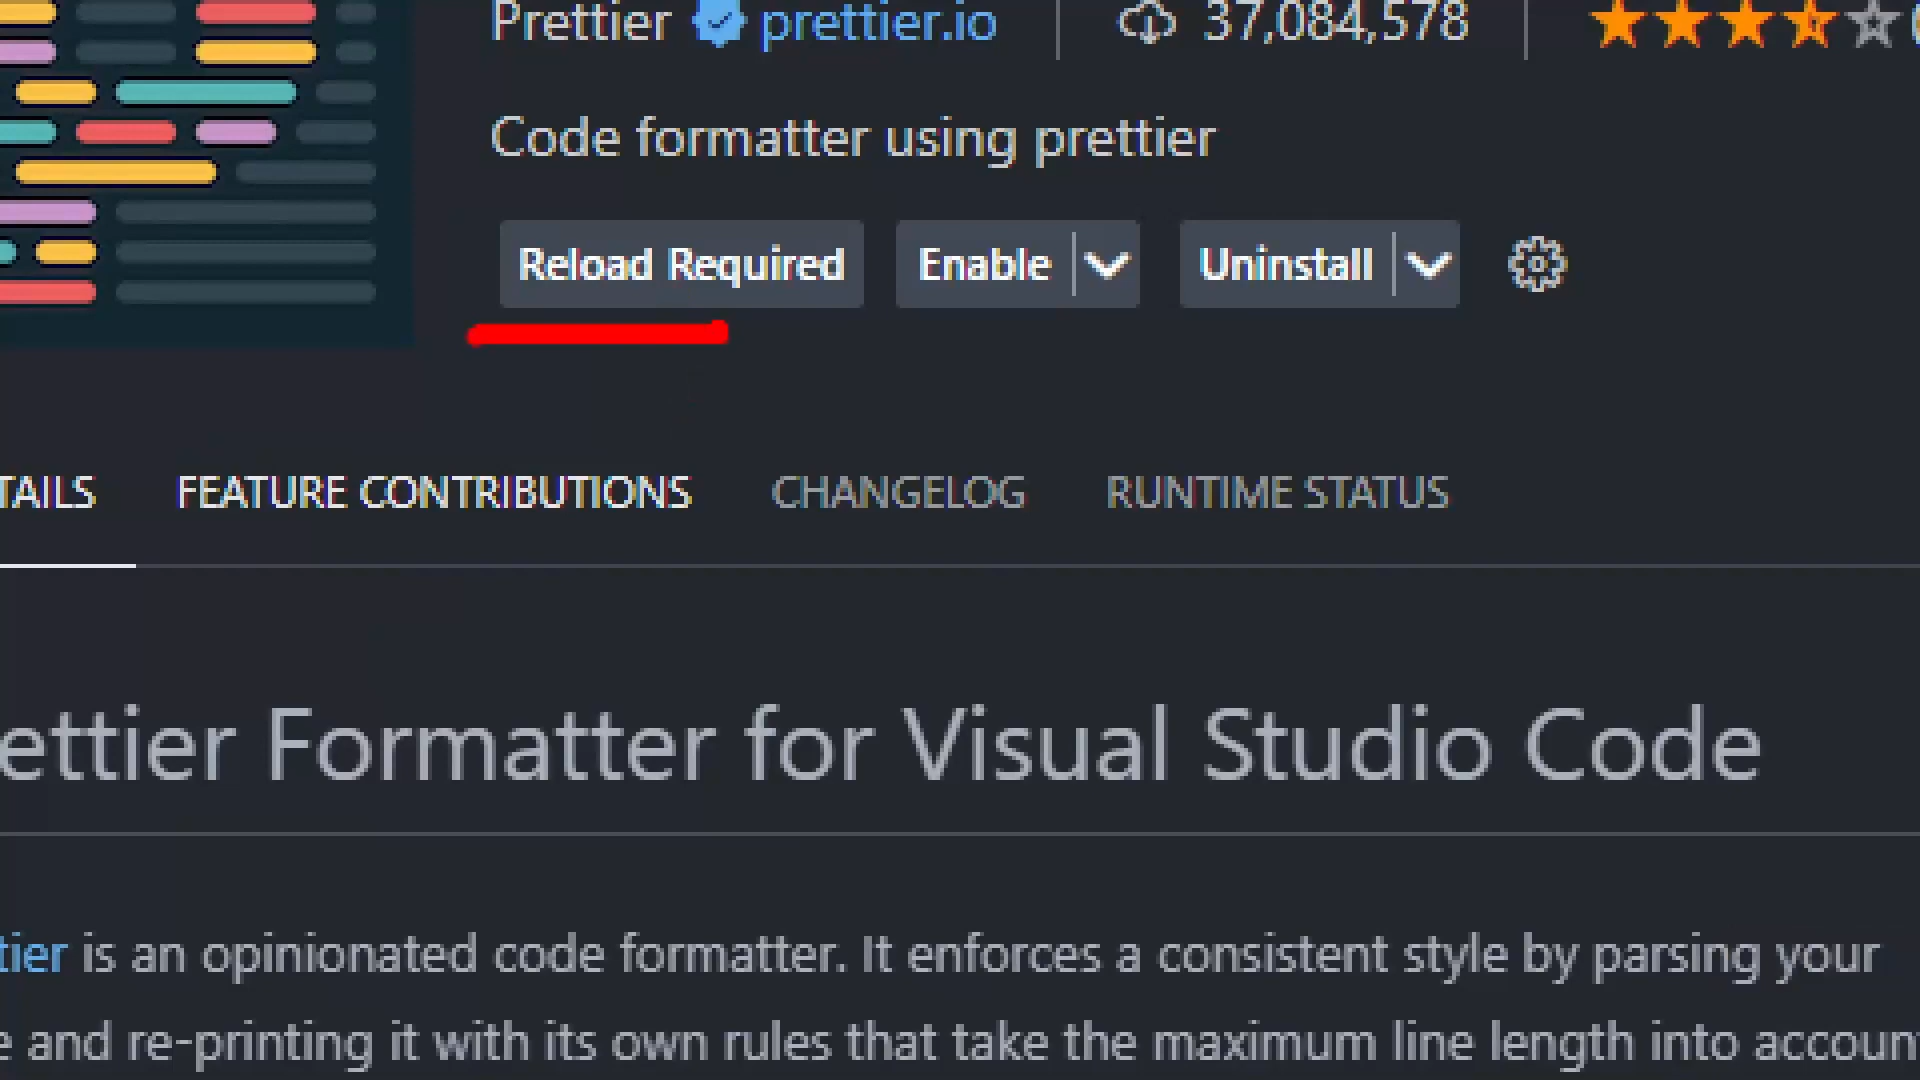 Prettier prettier.io 37,084,578
Code formatter using prettier
Reload Required Enable Uninstall
TAILS FEATURE CONTRIBUTIONS CHANGELOG RUNTIME STATUS
ettier Formatter for Visual Studio Code
tier is an opinionated code formatter. It enforces a consistent style by parsing your
e and re-printing it with its own rules that take the maximum line length into accoun